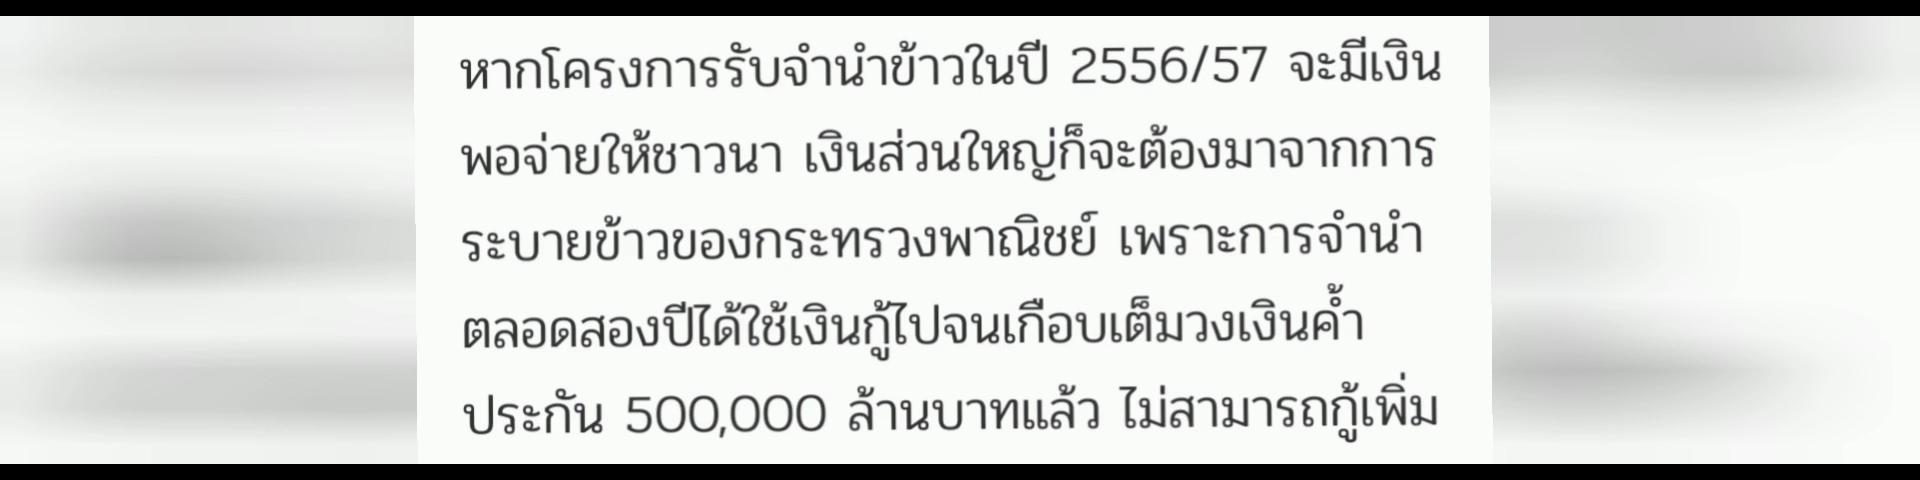 หากโครงการรับจำนำข้าวในปี 2556/57 จะมีเงิน
พอจ่ายให้ชาวนา เงินส่วนใหญ่ก็จะต้องมาจากการ
ระบายข้าวของกระทรวงพาณิชย์ เพราะการจำนำ
ตลอดสองปีได้ใช้เงินกู้ไปจนเกือบเต็มวงเงินค้ำ
ประกัน 500,000 ล้านบาทแล้ว ไม่สามารถกู้เพิ่ม